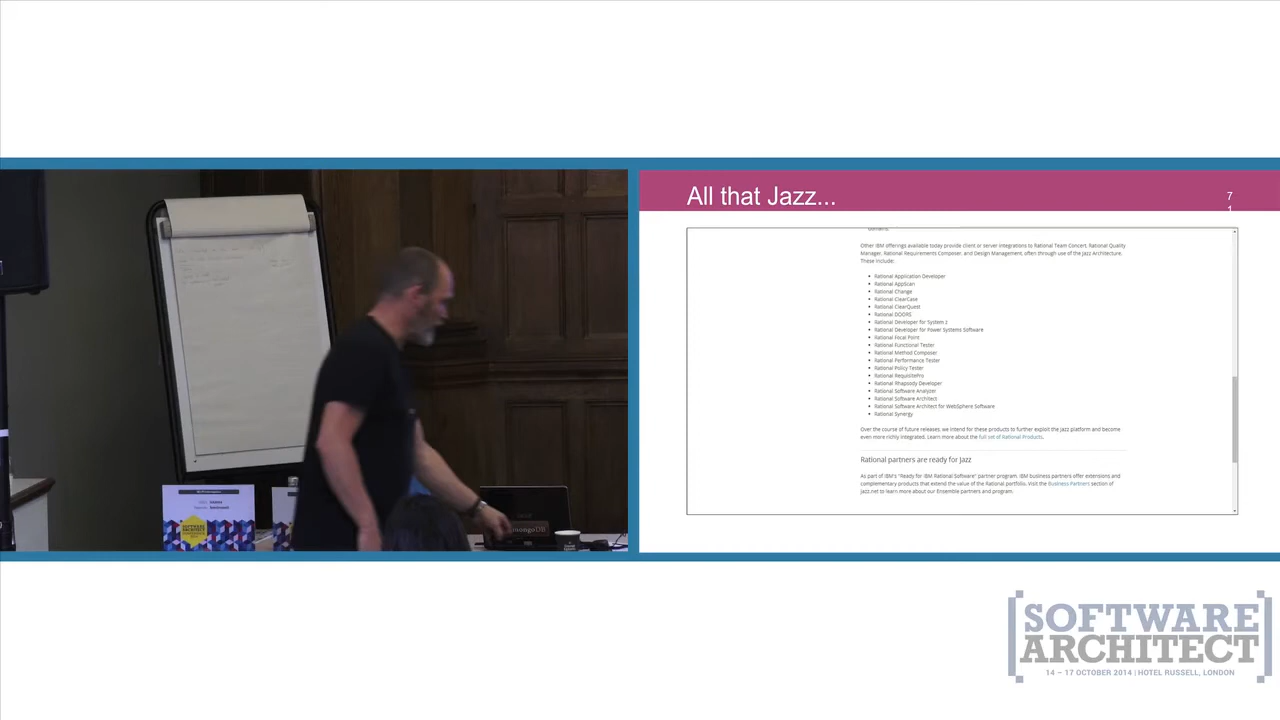 All that Jazz...
7
1
domains.
Other IBM offerings available today provide client or server integrations to Rational Team Concert, Rational Quality
Manager, Rational Requirements Composer, and Design Management, often through use of the Jazz Architecture.
These include:
Rational Application Developer
Rational AppScan
Rational Change
Rational ClearCase
Rational ClearQuest
Rational DOORS
Rational Developer for System z
Rational Developer for Power Systems Software
Rational Focal Point
Rational Functional Tester
Rational Method Composer
Rational Performance Tester
Rational Policy Tester
Rational RequisitePro
Rational Rhapsody Developer
Rational Software Analyzer
Rational Software Architect
Rational Software Architect for WebSphere Software
Rational Synergy
Over the course of future releases, we intend for these products to further exploit the Jazz platform and become
even more richly integrated. Learn more about the full set of Rational Products.
Rational partners are ready for Jazz
As part of IBM's "Ready for IBM Rational Software" partner program, IBM business partners offer extensions and
complementary products that extend the value of the Rational portfolio. Visit the Business Partners section of
Jazz.net to learn more about our Ensemble partners and program.
mongoDB
SOFTWARE
ARCHITECT
[SOFTWARE
ARCHITECT]
14 – 17 OCTOBER 2014 | HOTEL RUSSELL, LONDON